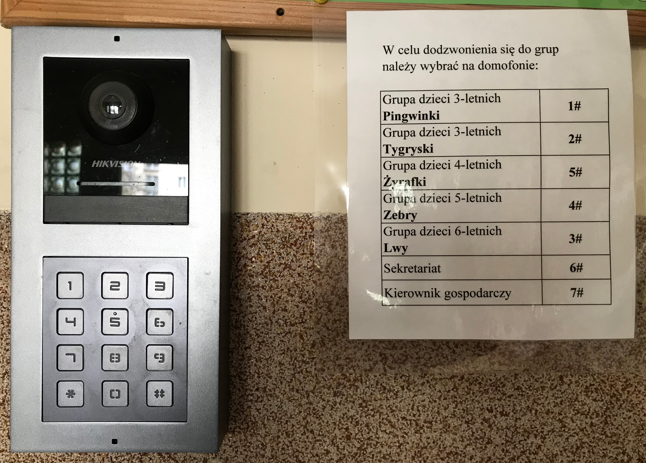 HIKVISION
1 2 3
4 5 6
7 8 9
* 0 #
W celu dodzwonienia się do grup
należy wybrać na domofonie:
Grupa dzieci 3-letnich
Pingwinki 1#
Grupa dzieci 3-letnich
Tygryski 2#
Grupa dzieci 4-letnich
Żyrafki 5#
Grupa dzieci 5-letnich
Zebry 4#
Grupa dzieci 6-letnich
Lwy 3#
Sekretariat 6#
Kierownik gospodarczy 7#